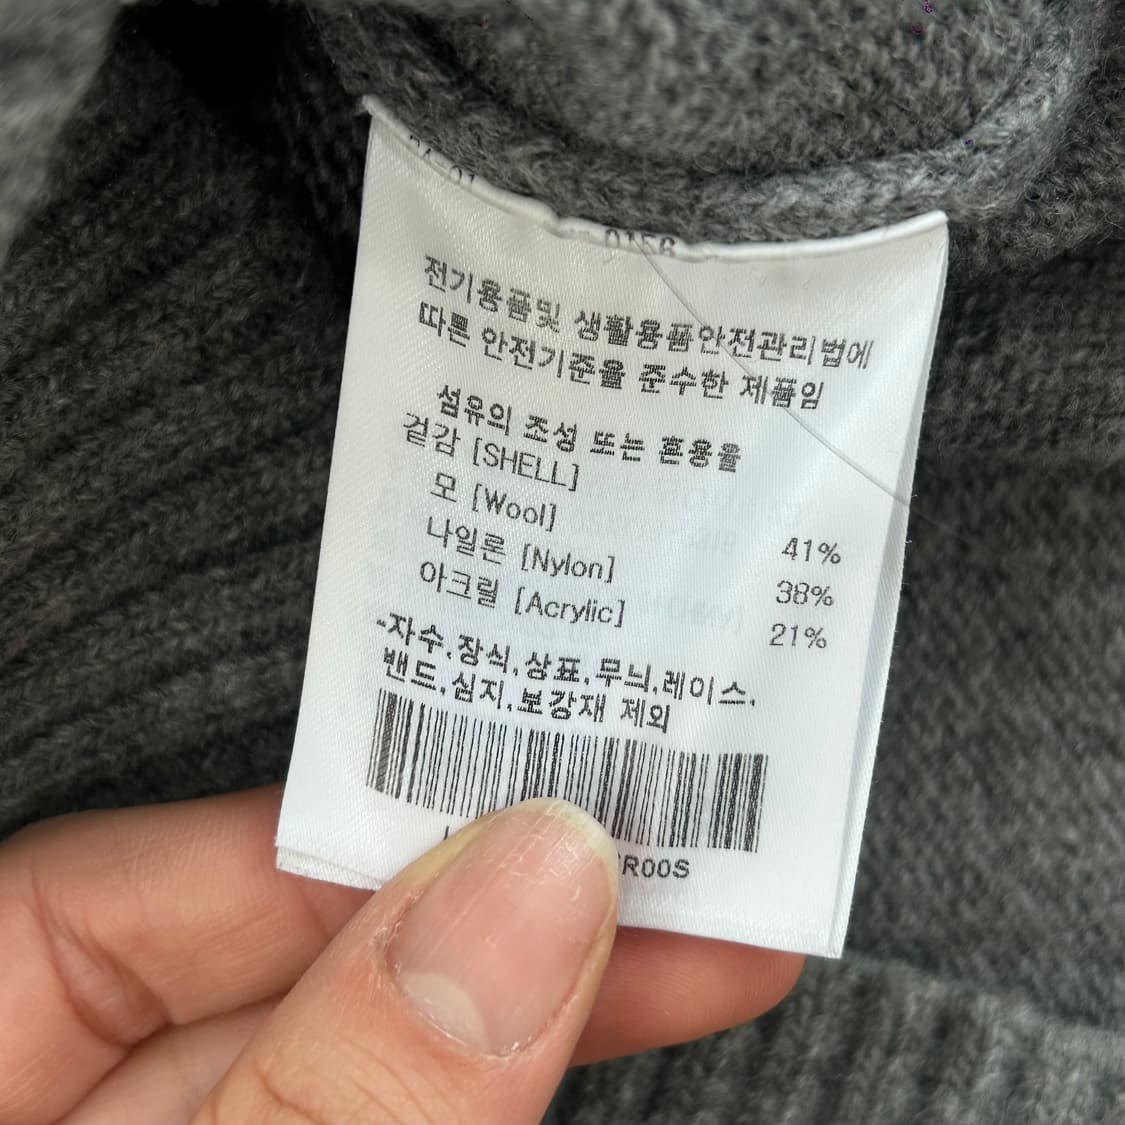 0156
전기용품및 생활용품안전관리법에
따른 안전기준을 준수한 제품임
섬유의 조성 또는 혼용율
겉감 [SHELL]
모 [Wool] 41%
나일론 [Nylon] 38%
아크릴 [Acrylic] 21%
-자수,장식,상표,무늬,레이스,
밴드,심지,보강재 제외
R00S